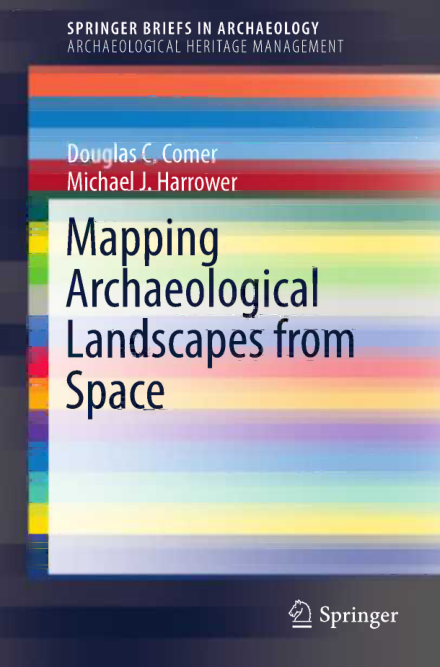 SPRINGER BRIEFS IN ARCHAEOLOGY
ARCHAEOLOGICAL HERITAGE MANAGEMENT
Douglas C. Comer
Michael J. Harrower
Mapping
Archaeological
Landscapes from
Space
Springer